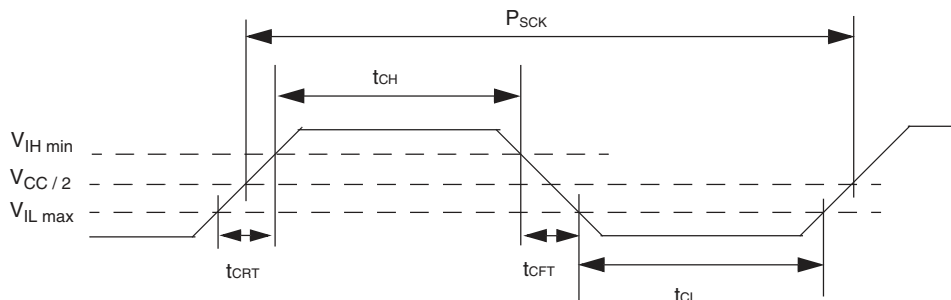 PSCK
tCH
VIH min
VCC / 2
VIL max
tCRT
tCFT
tCL